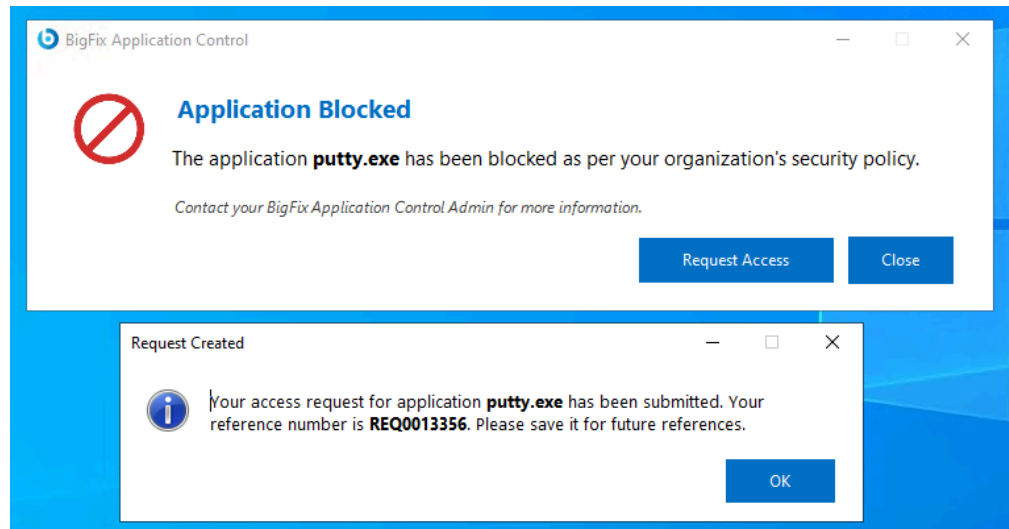 BigFix Application Control
Application Blocked
The application putty.exe has been blocked as per your organization's security policy.
Contact your BigFix Application Control Admin for more information.
Request Access
Close
Request Created
Your access request for application putty.exe has been submitted. Your
reference number is REQ0013356. Please save it for future references.
OK